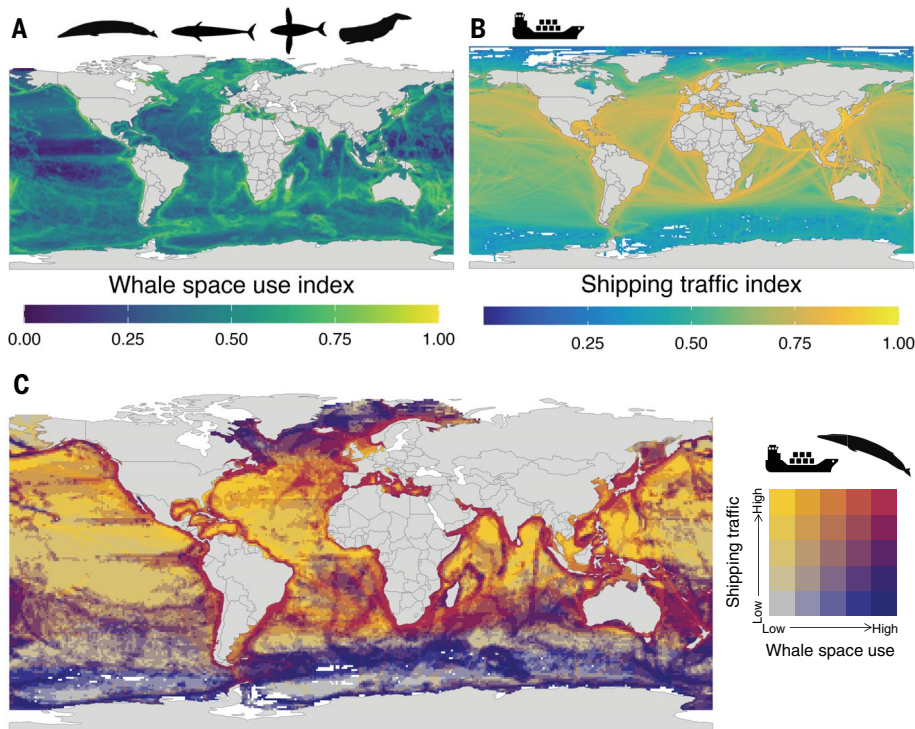 A
B
Whale space use index
0.00 0.25 0.50 0.75 1.00
Shipping traffic index
0.25 0.50 0.75 1.00
C
Shipping traffic
High
Low
Low High
Whale space use